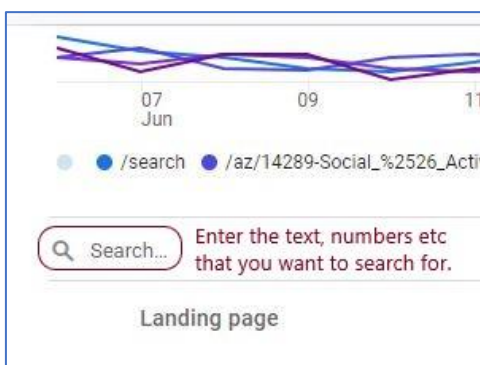 07 09 11
Jun
/search /az/14289-Social_%2526_Acti
Search... Enter the text, numbers etc
that you want to search for.
Landing page